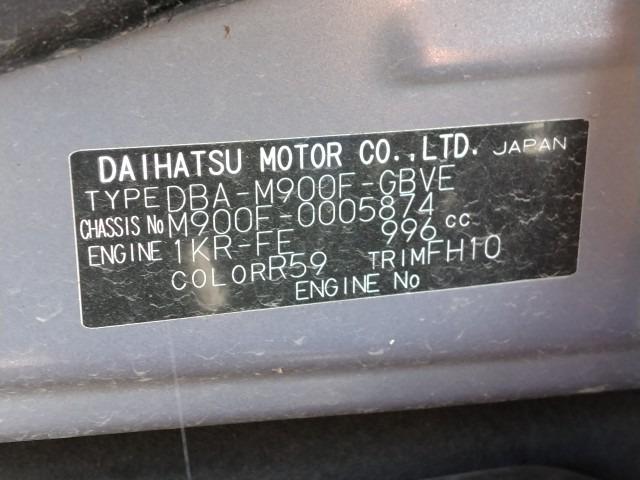 DAIHATSU MOTOR CO.,LTD. JAPAN
TYPE DBA-M900F-GBVE
CHASSIS No M900F-0005874
ENGINE 1KR-FE 996 cc
COLOR R59 TRIM FH10
ENGINE No